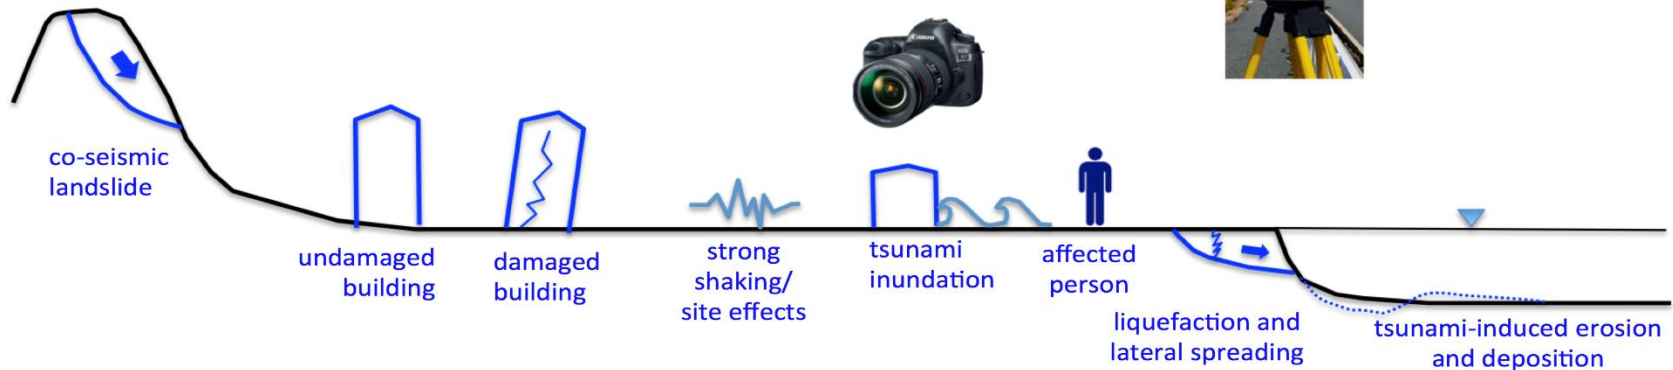 Canon
co-seismic
landslide
undamaged
building
damaged
building
strong
shaking/
site effects
tsunami
inundation
affected
person
liquefaction and
lateral spreading
tsunami-induced erosion
and deposition